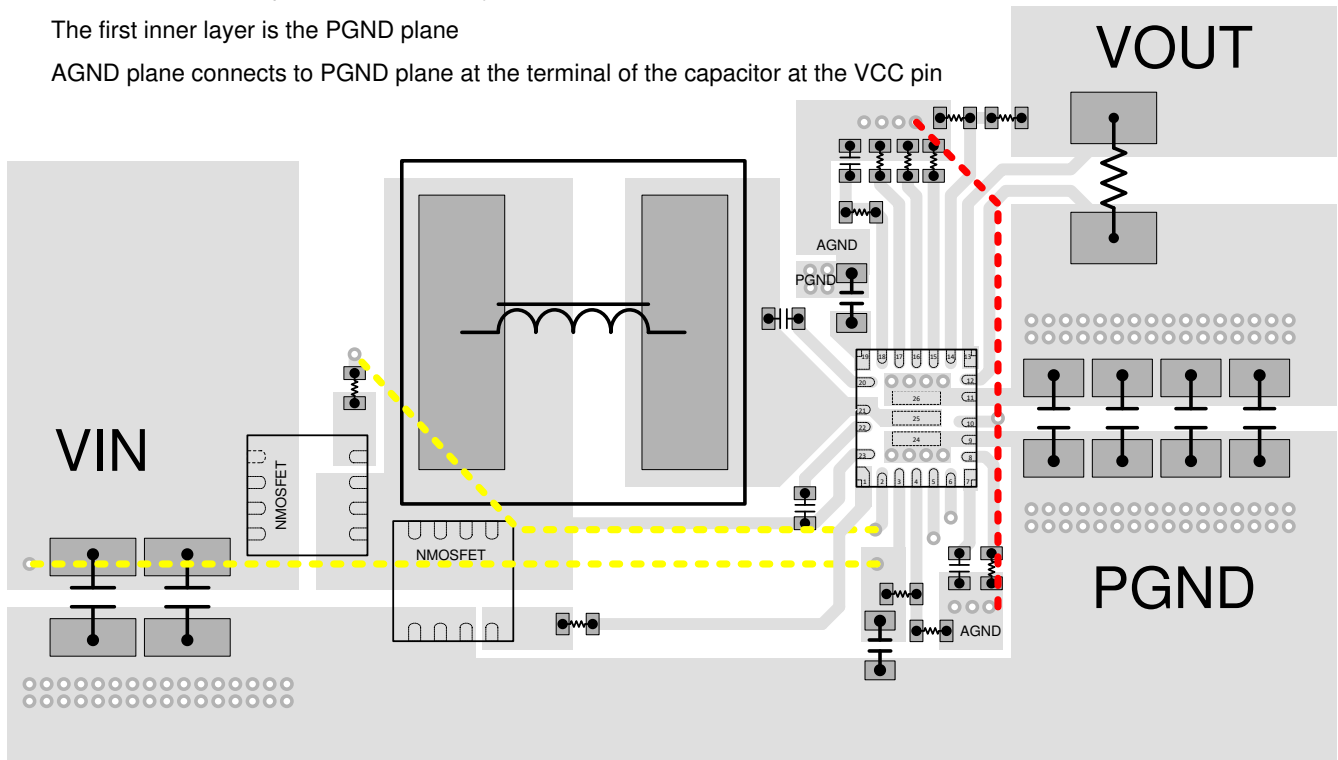 The first inner layer is the PGND plane
AGND plane connects to PGND plane at the terminal of the capacitor at the VCC pin
VOUT
AGND
PGND
19 18 17 16 15 14 13
20
12
26
11
21
25
22
10
24
9
23
8
1 2 3 4 5 6 7
VIN
NMOSFET
NMOSFET
PGND
AGND